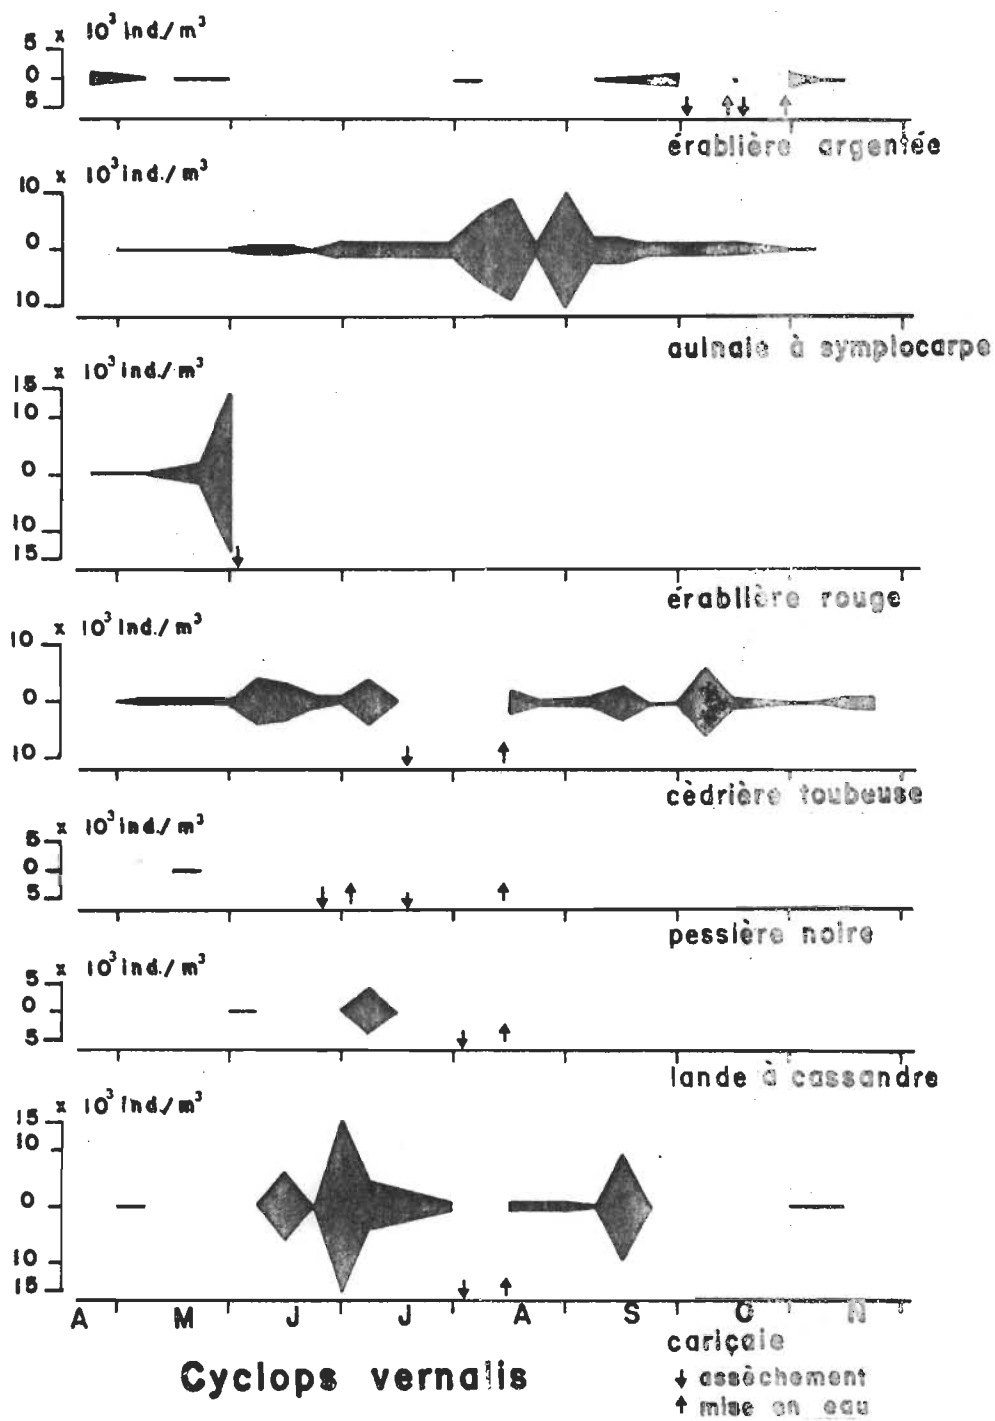 x 10³ ind./m³
5
0
5
érablière argentée
x 10³ ind./m³
10
0
10
aulnaie à symplocarpe
x 10³ ind./m³
15
10
0
10
15
érablière rouge
x 10³ ind./m³
10
0
10
cèdrière toubeuse
x 10³ ind./m³
5
0
5
pessière noire
x 10³ ind./m³
5
0
5
lande à cassandre
x 10³ ind./m³
15
10
0
10
15
A M J J A S O N
cariçaie
Cyclops vernalis
↓ assèchement
↑ mise en eau